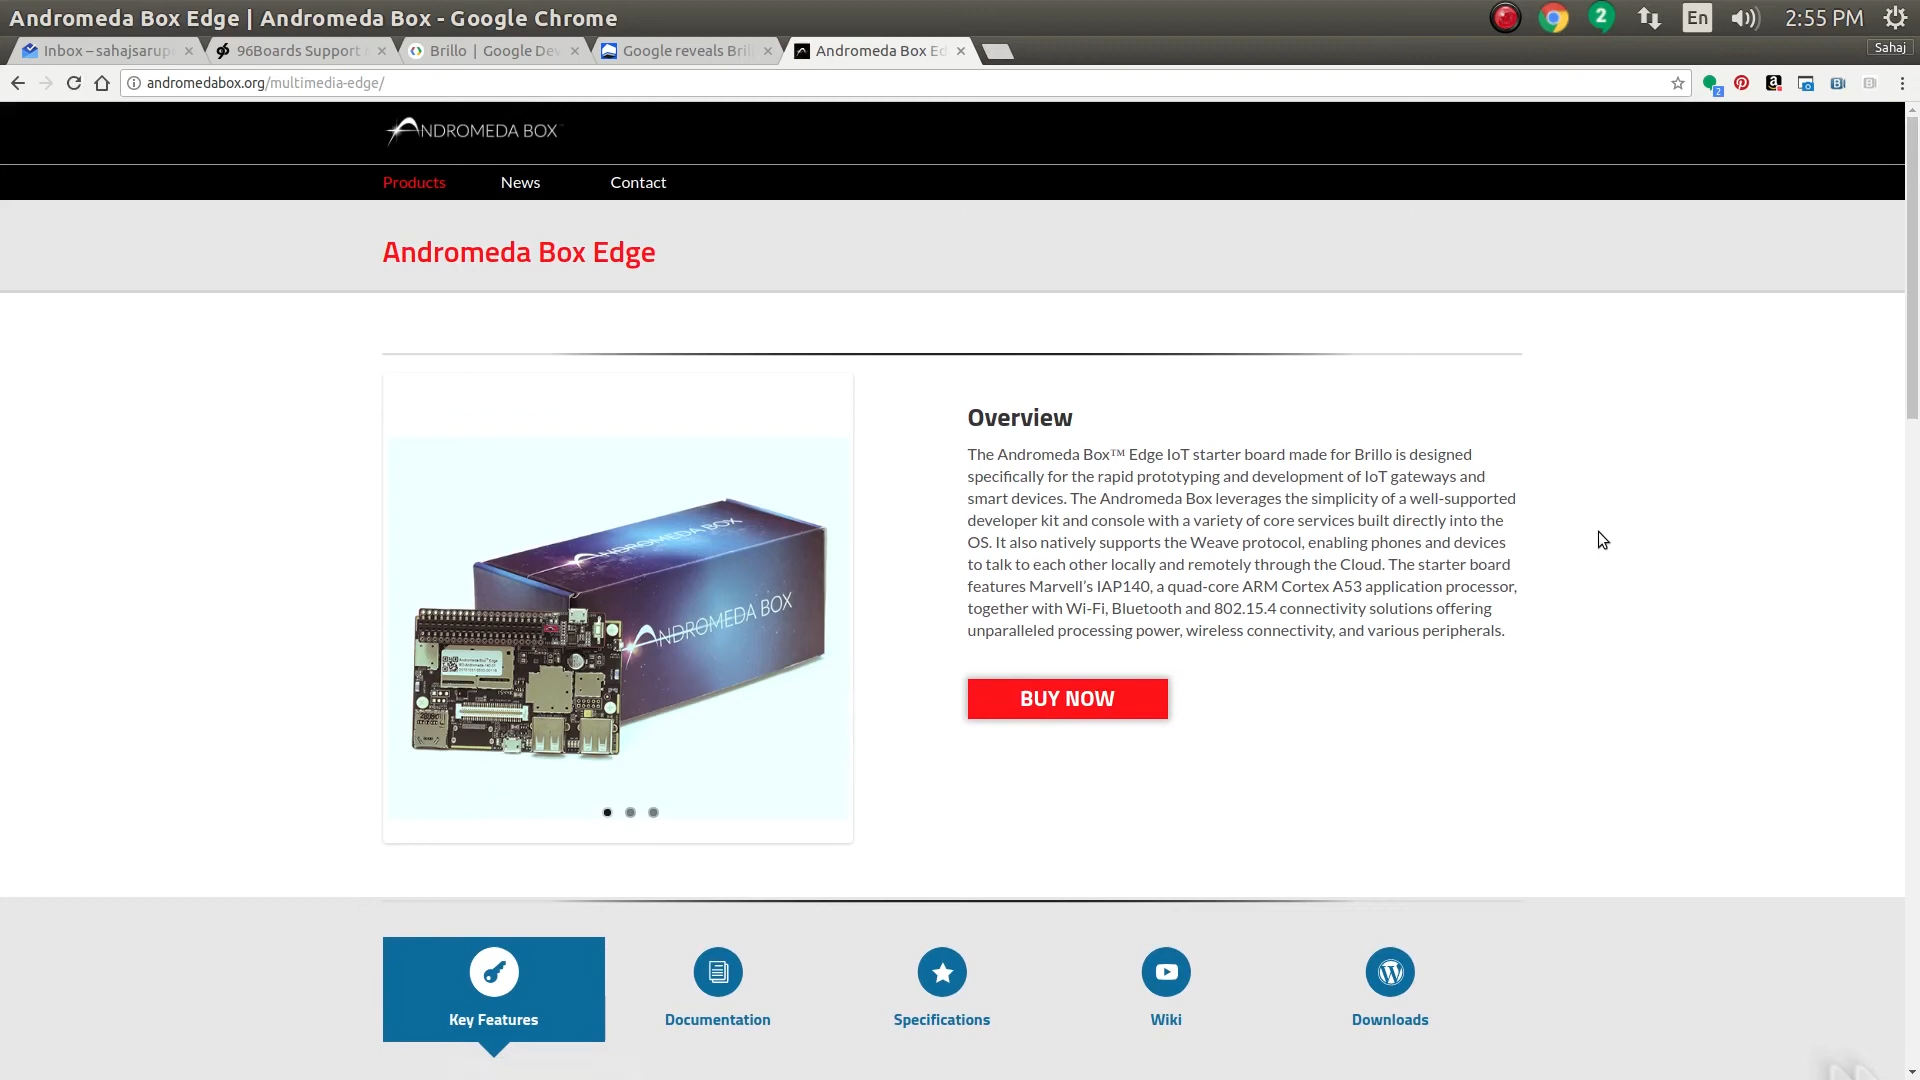 Andromeda Box Edge | Andromeda Box - Google Chrome
2
En
2:55 PM
Inbox – sahajsarup
96Boards Support
Brillo | Google Dev
Google reveals Bril
Andromeda Box Ed
Sahaj
andromedabox.org/multimedia-edge/
2
ANDROMEDA BOX
Products
News
Contact
Andromeda Box Edge
Overview
The Andromeda Box™ Edge IoT starter board made for Brillo is designed
specifically for the rapid prototyping and development of IoT gateways and
smart devices. The Andromeda Box leverages the simplicity of a well-supported
developer kit and console with a variety of core services built directly into the
OS. It also natively supports the Weave protocol, enabling phones and devices
to talk to each other locally and remotely through the Cloud. The starter board
features Marvell’s IAP140, a quad-core ARM Cortex A53 application processor,
together with Wi-Fi, Bluetooth and 802.15.4 connectivity solutions offering
unparalleled processing power, wireless connectivity, and various peripherals.
ANDROMEDA BOX
ANDROMEDA BOX
BUY NOW
Key Features
Documentation
Specifications
Wiki
Downloads